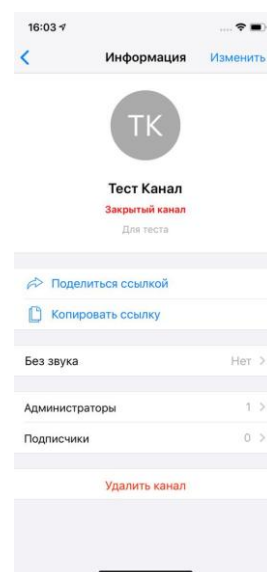 16:03
Информация
Изменить
ТК
Тест Канал
Закрытый канал
Для теста
Поделиться ссылкой
Копировать ссылку
Без звука
Нет
Администраторы
1
Подписчики
0
Удалить канал